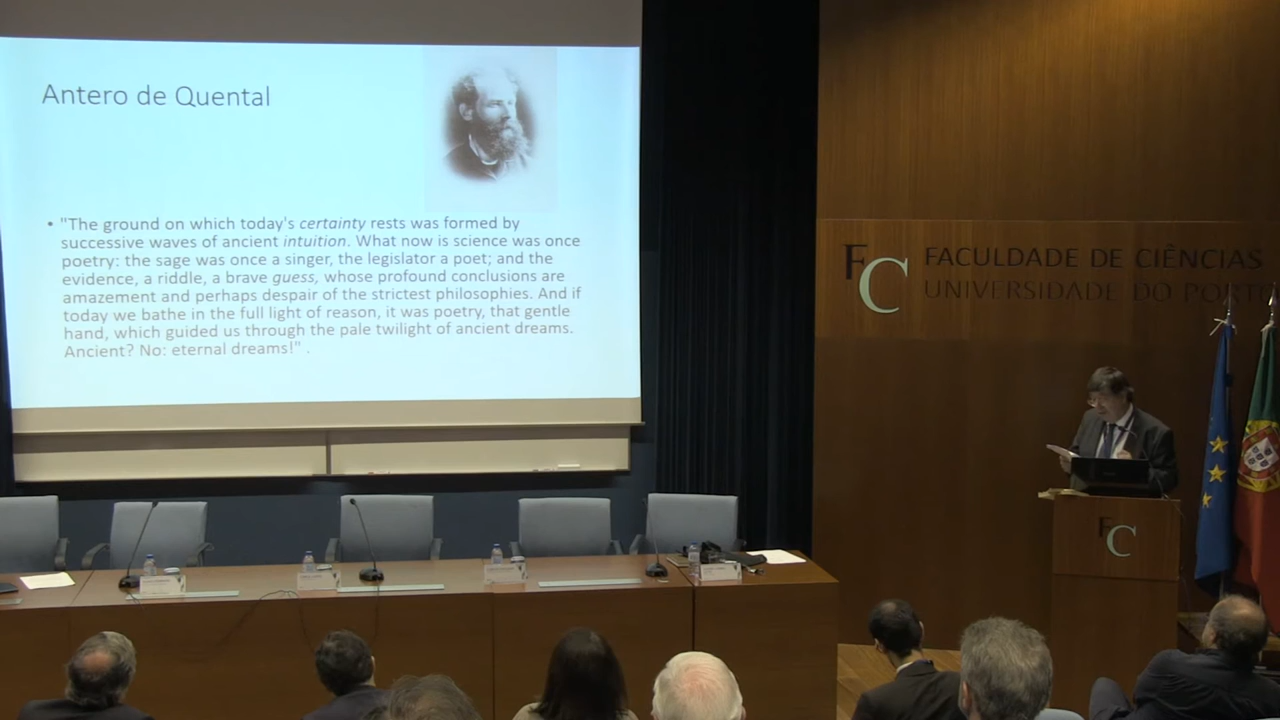 Antero de Quental
• "The ground on which today's certainty rests was formed by
successive waves of ancient intuition. What now is science was once
poetry: the sage was once a singer, the legislator a poet; and the
evidence, a riddle, a brave guess, whose profound conclusions are
amazement and perhaps despair of the strictest philosophies. And if
today we bathe in the full light of reason, it was poetry, that gentle
hand, which guided us through the pale twilight of ancient dreams.
Ancient? No: eternal dreams!" .
FC
FACULDADE DE CIÊNCIAS
UNIVERSIDADE DO PORTO
FC